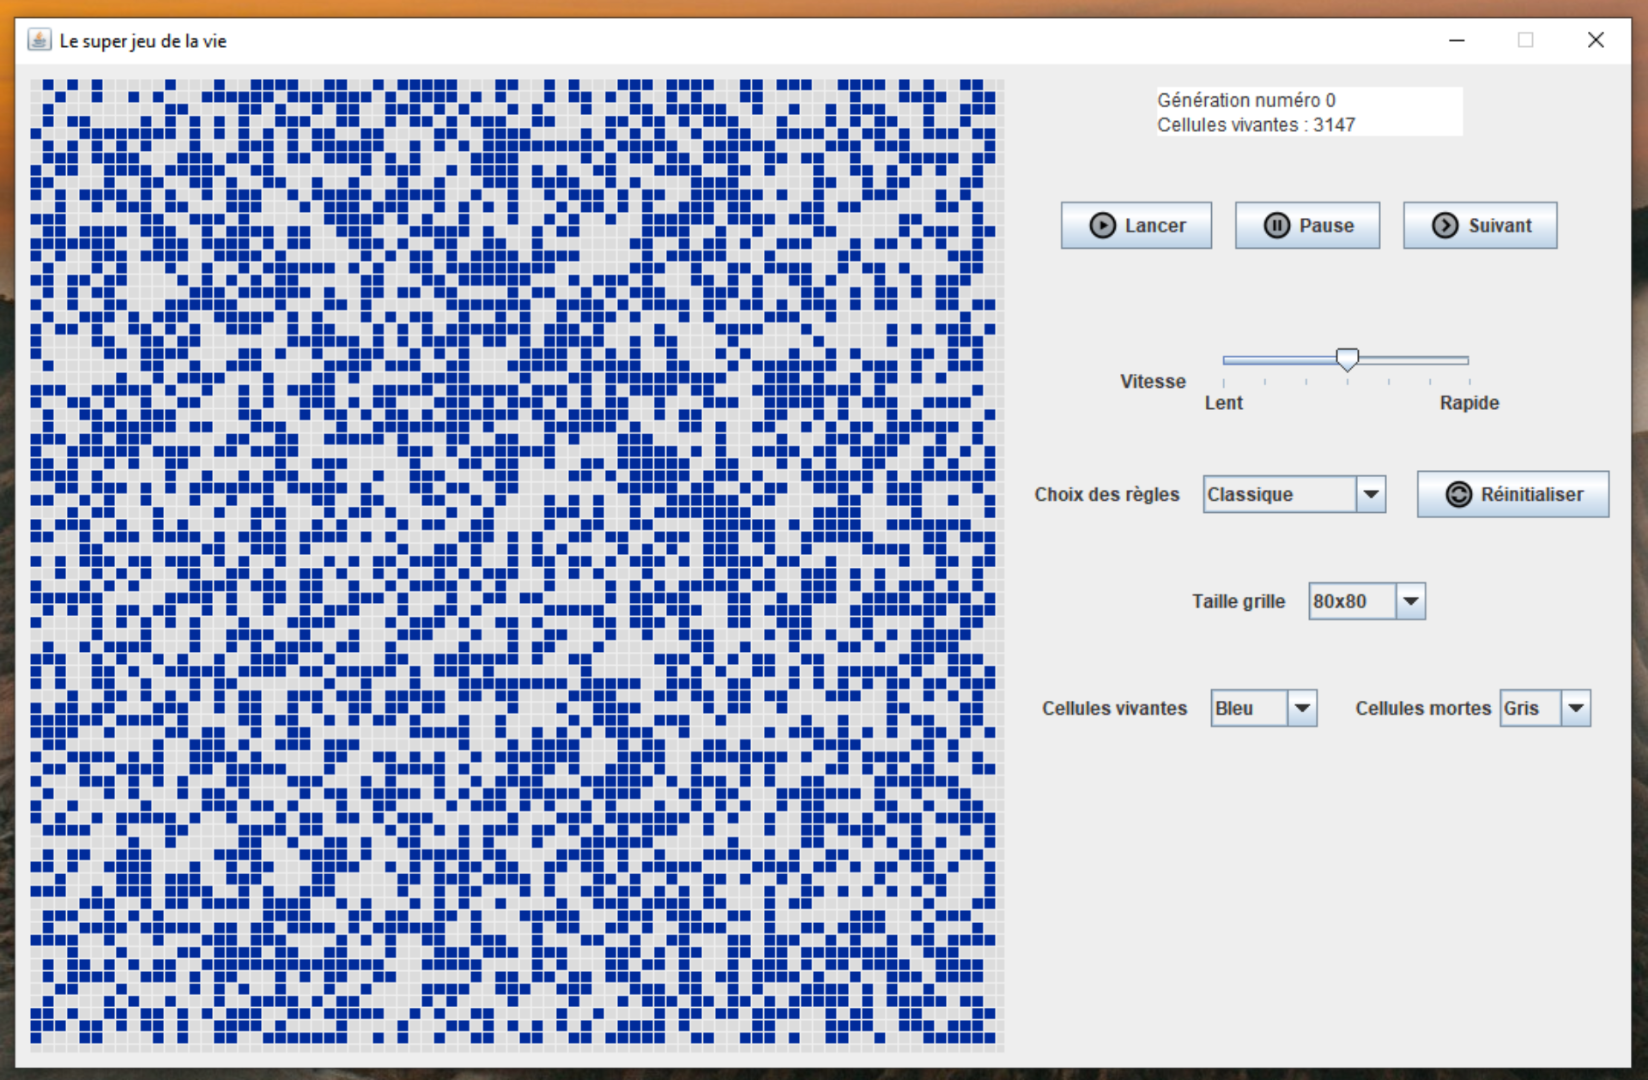 Le super jeu de la vie
Génération numéro 0
Cellules vivantes : 3147
Lancer
Pause
Suivant
Vitesse
Lent
Rapide
Choix des règles
Classique
Réinitialiser
Taille grille
80x80
Cellules vivantes
Bleu
Cellules mortes
Gris